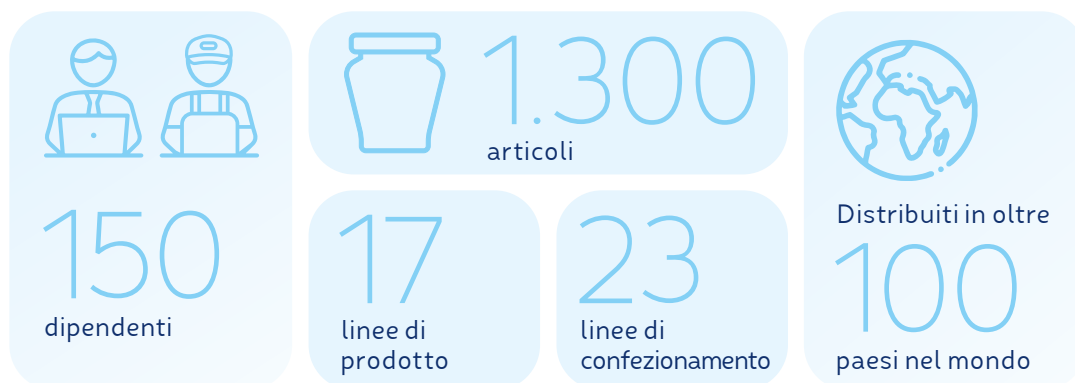 150
dipendenti
1.300
articoli
17
linee di
prodotto
23
linee di
confezionamento
Distribuiti in oltre
100
paesi nel mondo